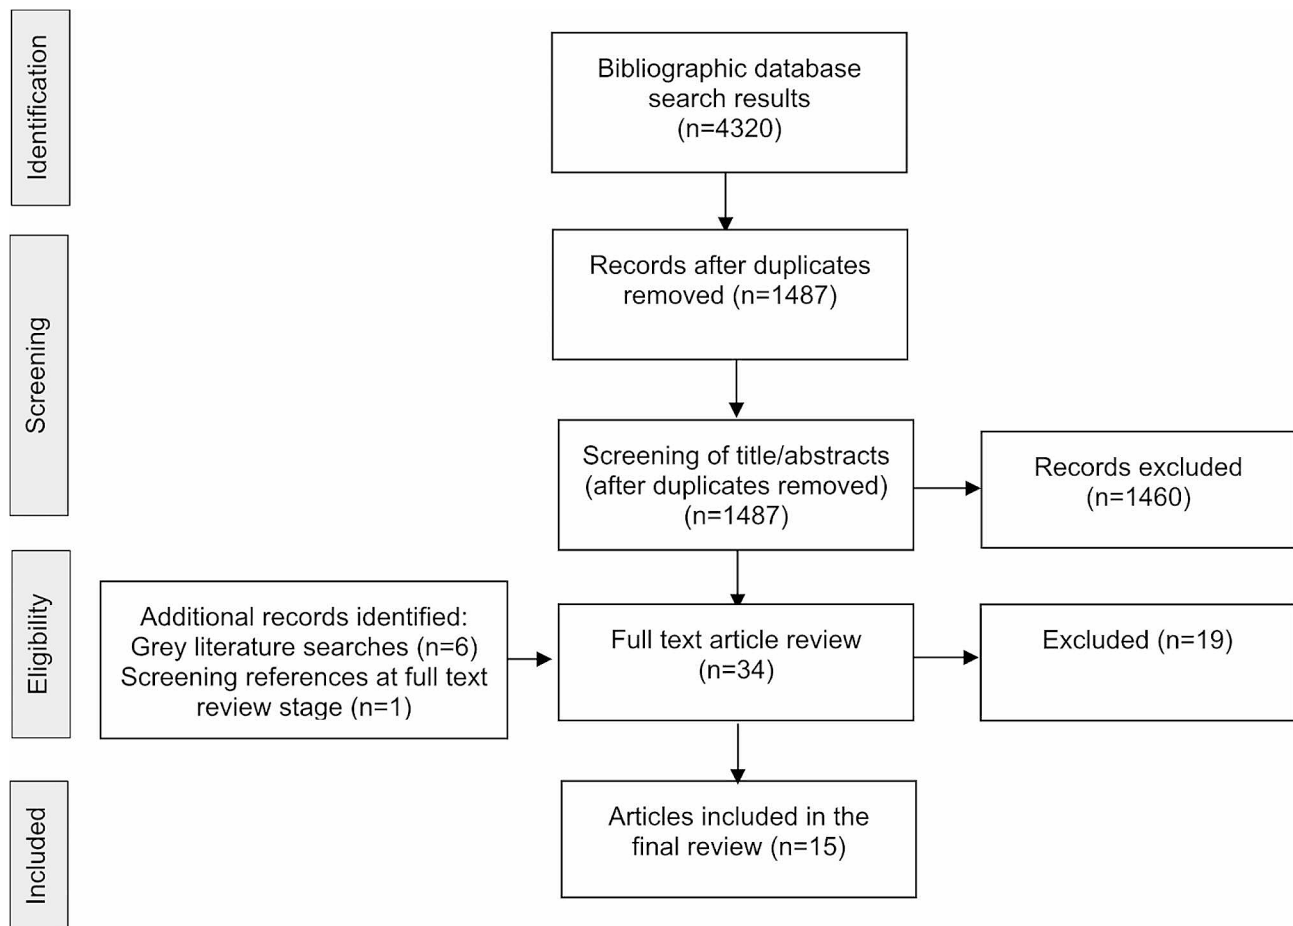 Identification
Bibliographic database
search results
(n=4320)
Screening
Records after duplicates
removed (n=1487)
Screening of title/abstracts
(after duplicates removed)
(n=1487)
Records excluded
(n=1460)
Eligibility
Additional records identified:
Grey literature searches (n=6)
Screening references at full text
review stage (n=1)
Full text article review
(n=34)
Excluded (n=19)
Included
Articles included in the
final review (n=15)